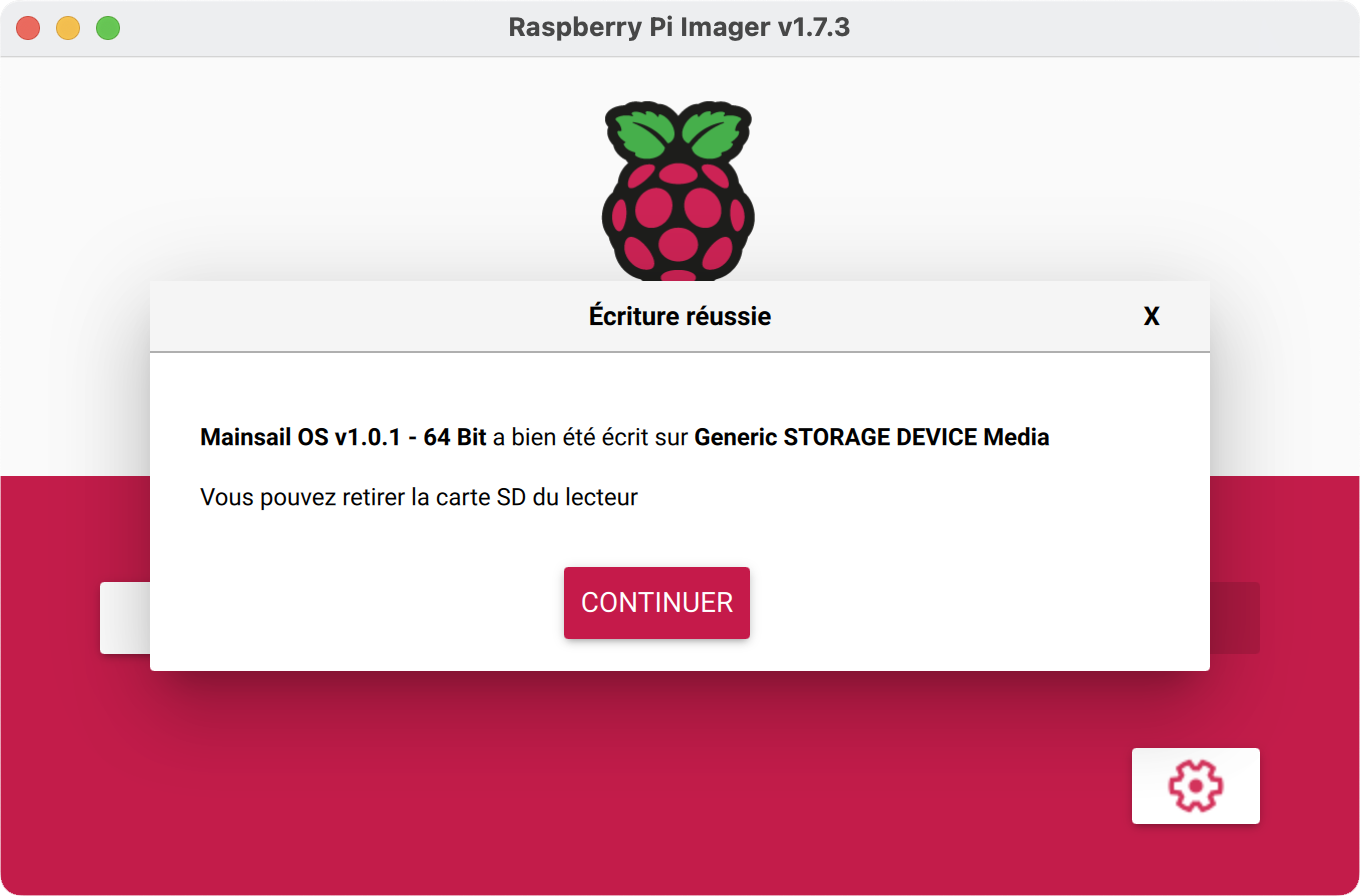 Raspberry Pi Imager v1.7.3
Écriture réussie X
Mainsail OS v1.0.1 - 64 Bit a bien été écrit sur Generic STORAGE DEVICE Media
Vous pouvez retirer la carte SD du lecteur
CONTINUER